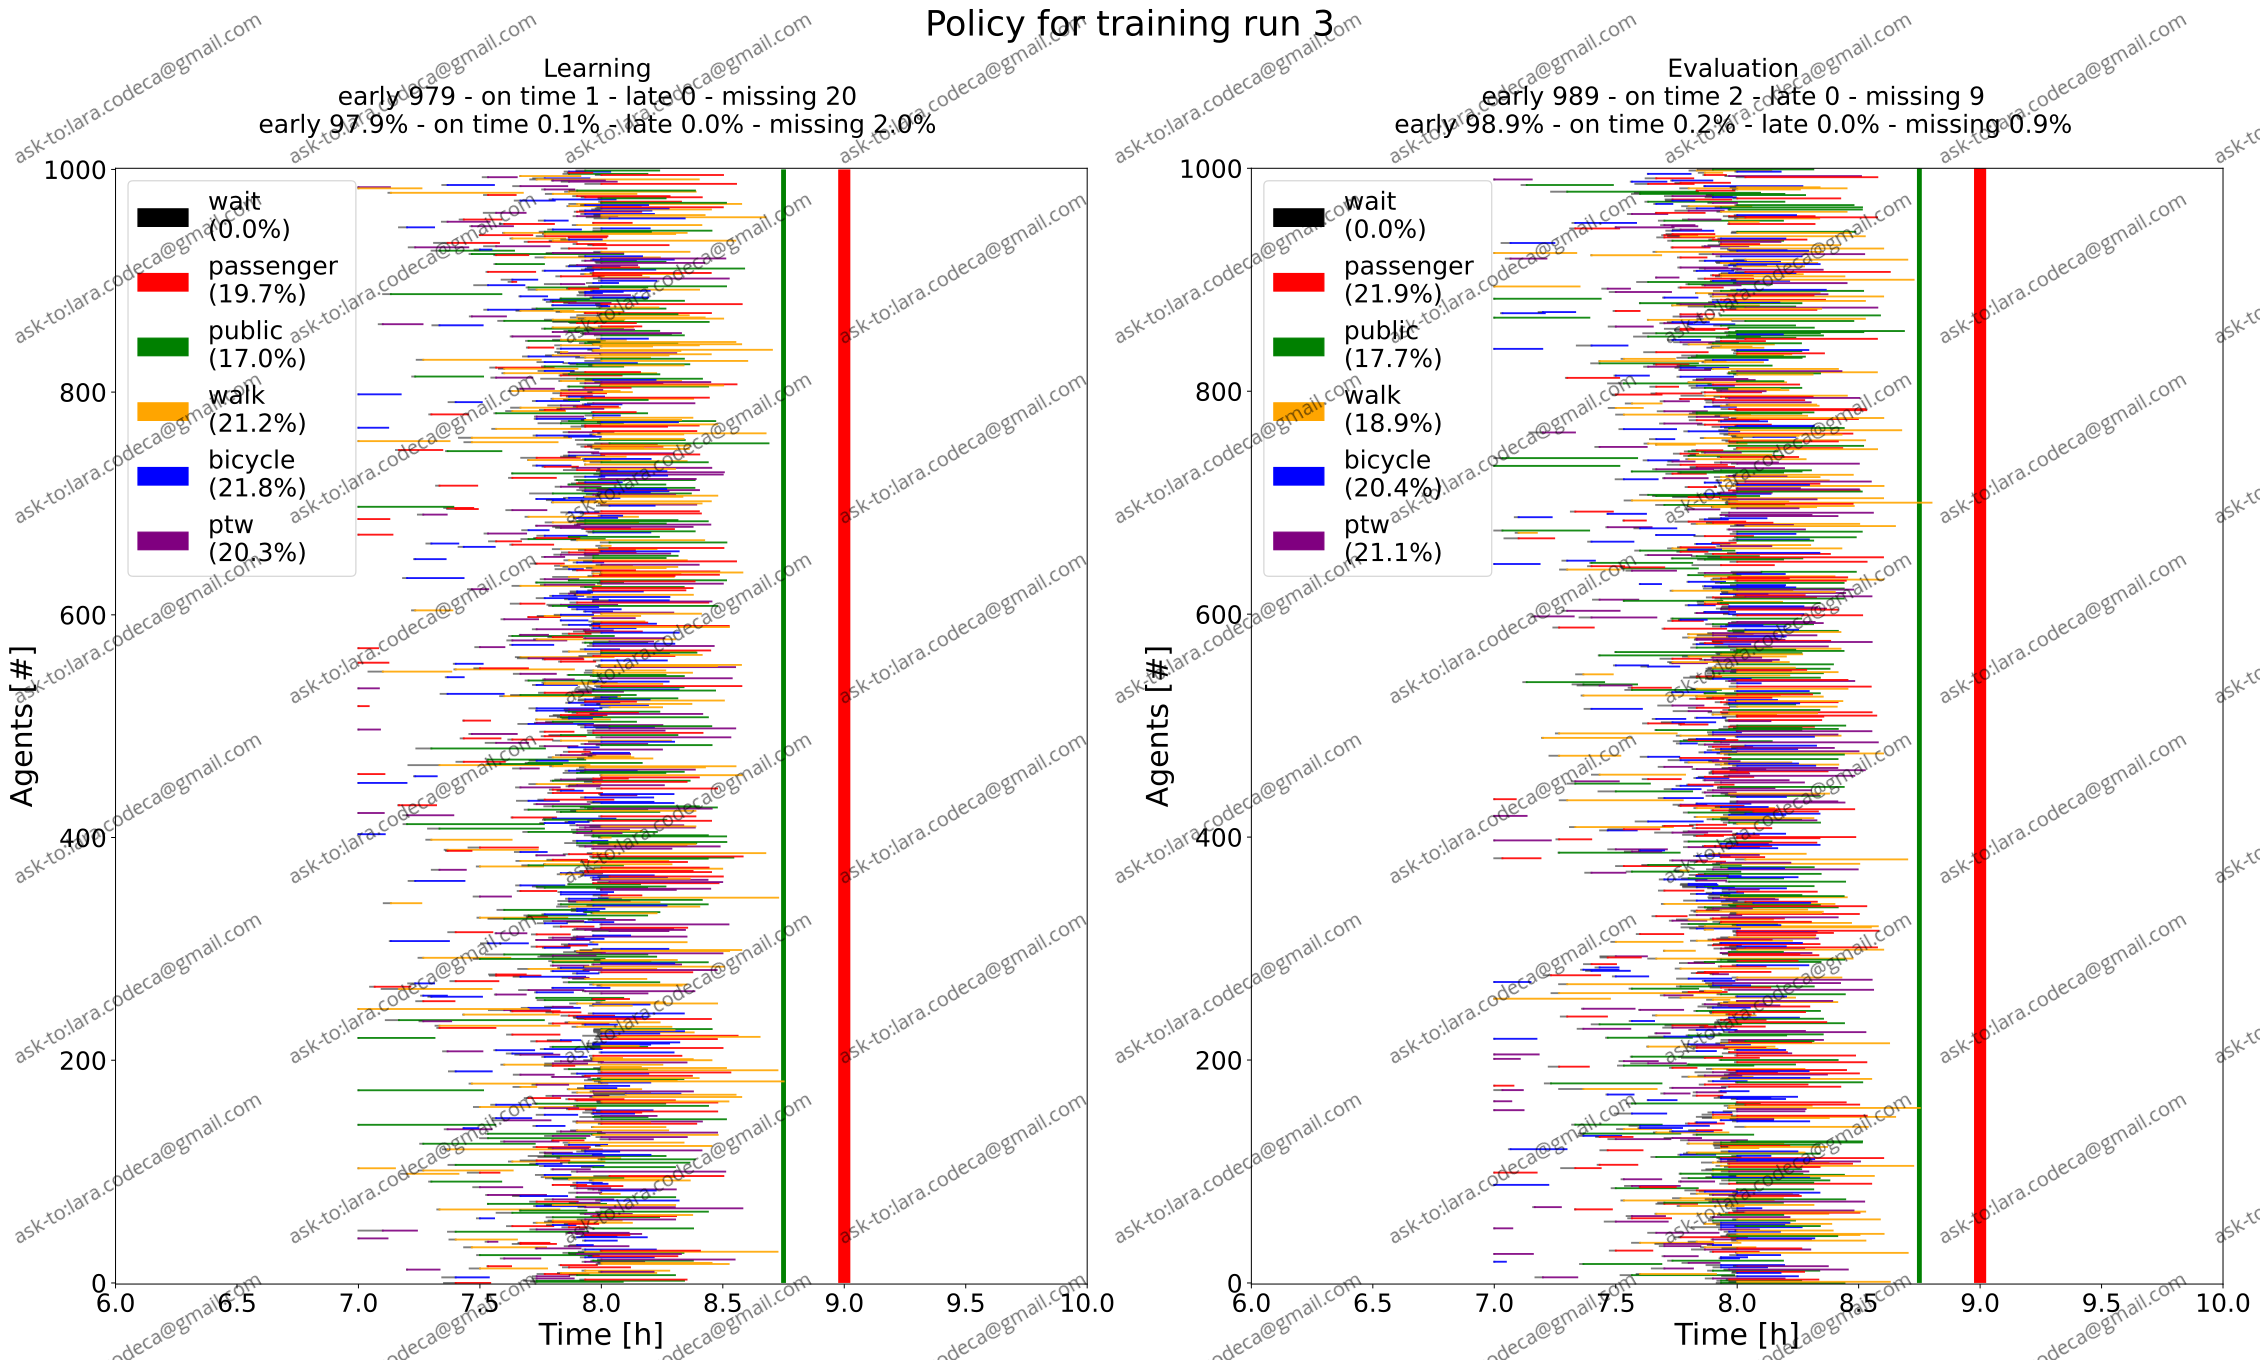 Policy for training run 3
Learning
early 979 - on time 1 - late 0 - missing 20
early 97.9% - on time 0.1% - late 0.0% - missing 2.0%
1000
800
600
400
200
0
Agents [#]
wait
(0.0%)
passenger
(19.7%)
public
(17.0%)
walk
(21.2%)
bicycle
(21.8%)
ptw
(20.3%)
6.0 6.5 7.0 7.5 8.0 8.5 9.0 9.5 10.0
Time [h]
Evaluation
early 989 - on time 2 - late 0 - missing 9
early 98.9% - on time 0.2% - late 0.0% - missing 0.9%
1000
800
600
400
200
0
Agents [#]
wait
(0.0%)
passenger
(21.9%)
public
(17.7%)
walk
(18.9%)
bicycle
(20.4%)
ptw
(21.1%)
6.0 6.5 7.0 7.5 8.0 8.5 9.0 9.5 10.0
Time [h]
ask-to:lara.codeca@gmail.com